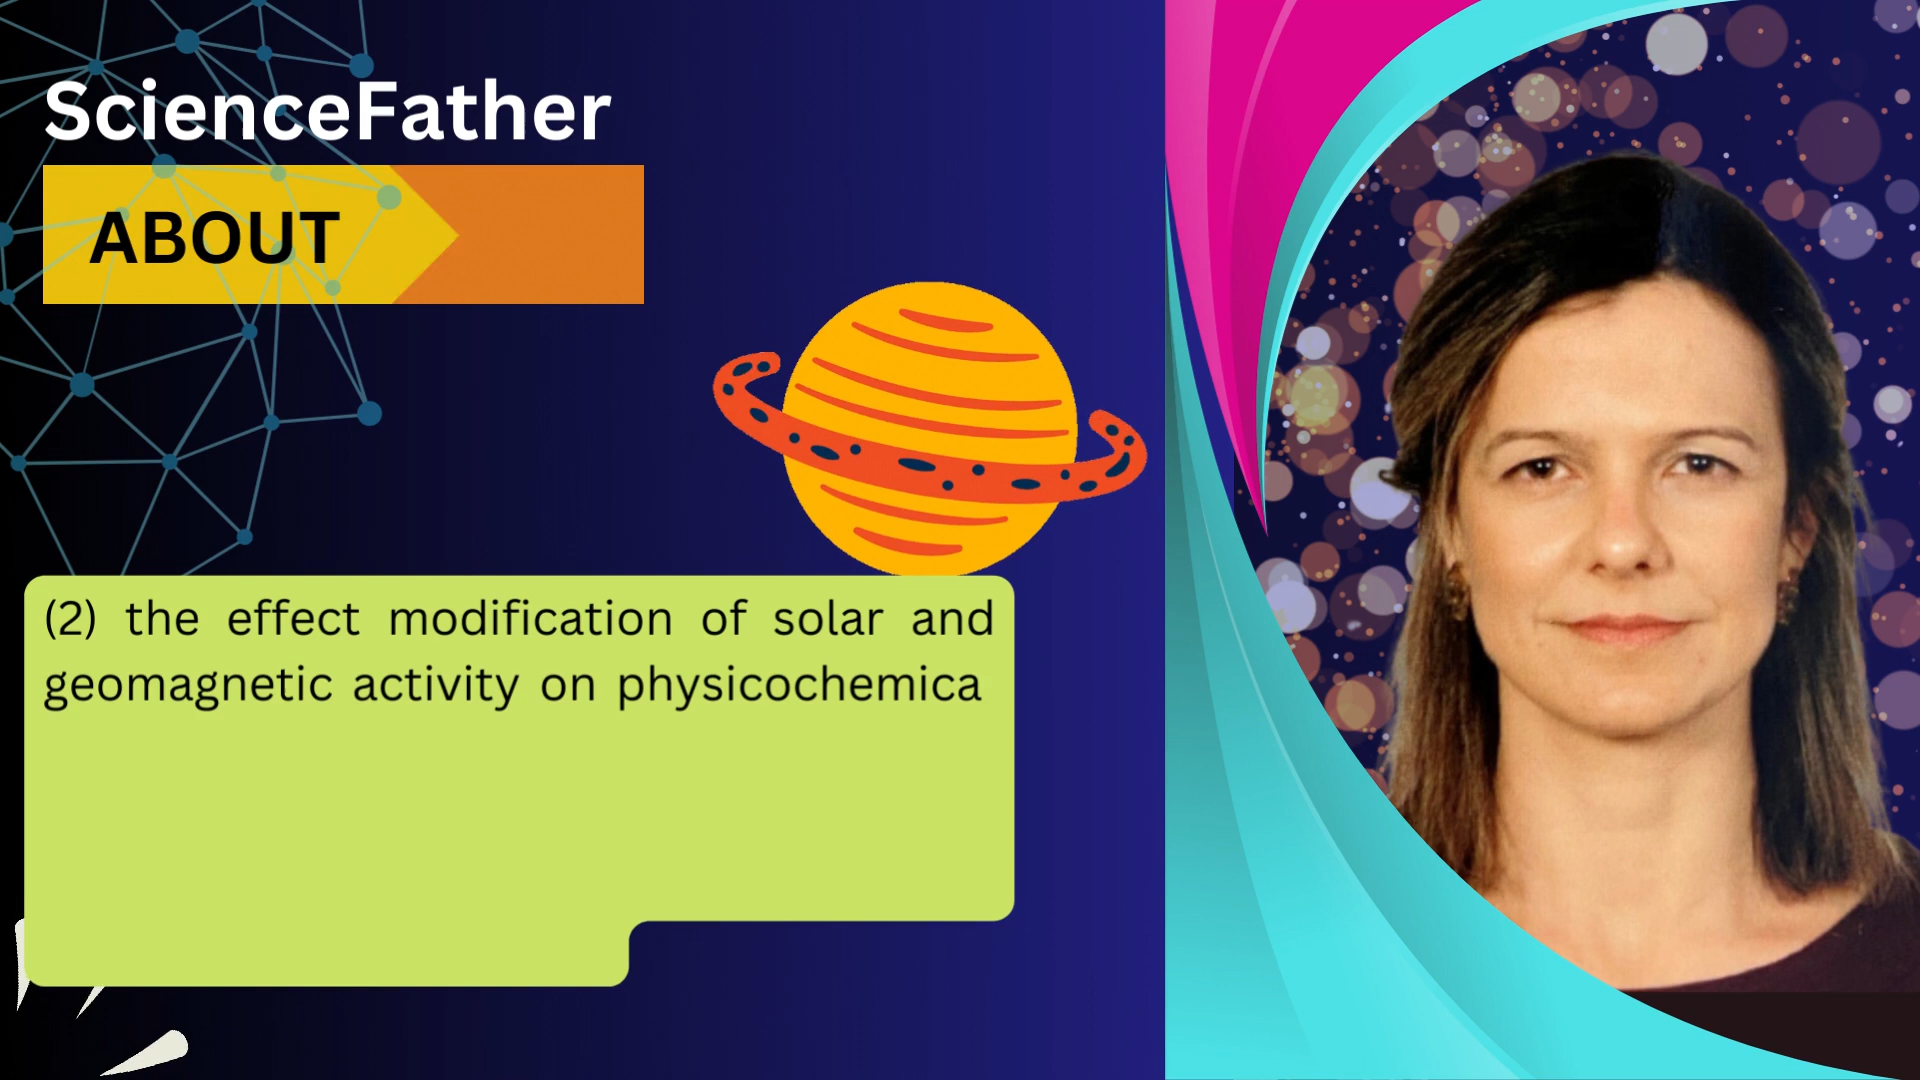 ScienceFather
ABOUT
(2) the effect modification of solar and
geomagnetic activity on physicochemica